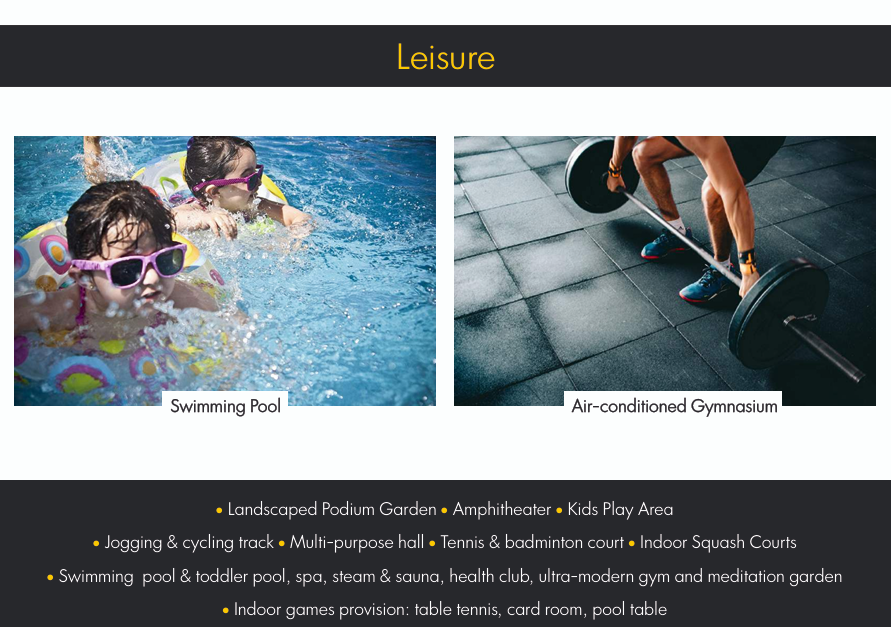 Leisure
Swimming Pool
Air-conditioned Gymnasium
• Landscaped Podium Garden • Amphitheater • Kids Play Area
• Jogging & cycling track • Multi-purpose hall • Tennis & badminton court • Indoor Squash Courts
• Swimming pool & toddler pool, spa, steam & sauna, health club, ultra-modern gym and meditation garden
• Indoor games provision: table tennis, card room, pool table